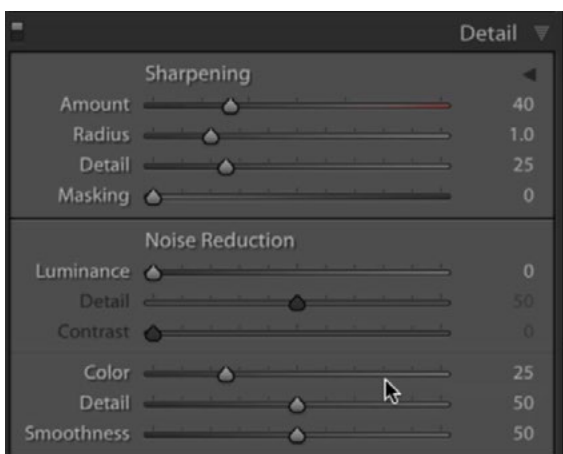 Detail
Sharpening
Amount 40
Radius 1.0
Detail 25
Masking 0
Noise Reduction
Luminance 0
Detail 50
Contrast 0
Color 25
Detail 50
Smoothness 50